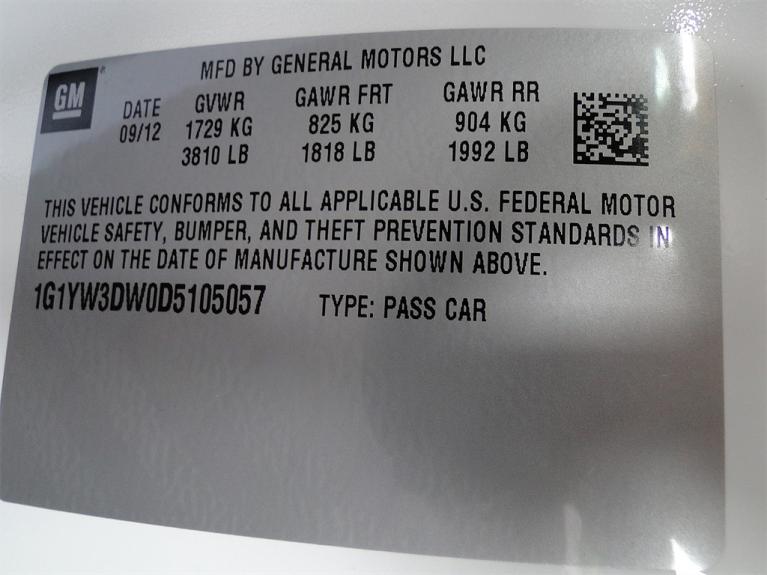 MFD BY GENERAL MOTORS LLC
GM
DATE GVWR GAWR FRT GAWR RR
09/12 1729 KG 825 KG 904 KG
3810 LB 1818 LB 1992 LB
THIS VEHICLE CONFORMS TO ALL APPLICABLE U.S. FEDERAL MOTOR
VEHICLE SAFETY, BUMPER, AND THEFT PREVENTION STANDARDS IN
EFFECT ON THE DATE OF MANUFACTURE SHOWN ABOVE.
1G1YW3DW0D5105057 TYPE: PASS CAR